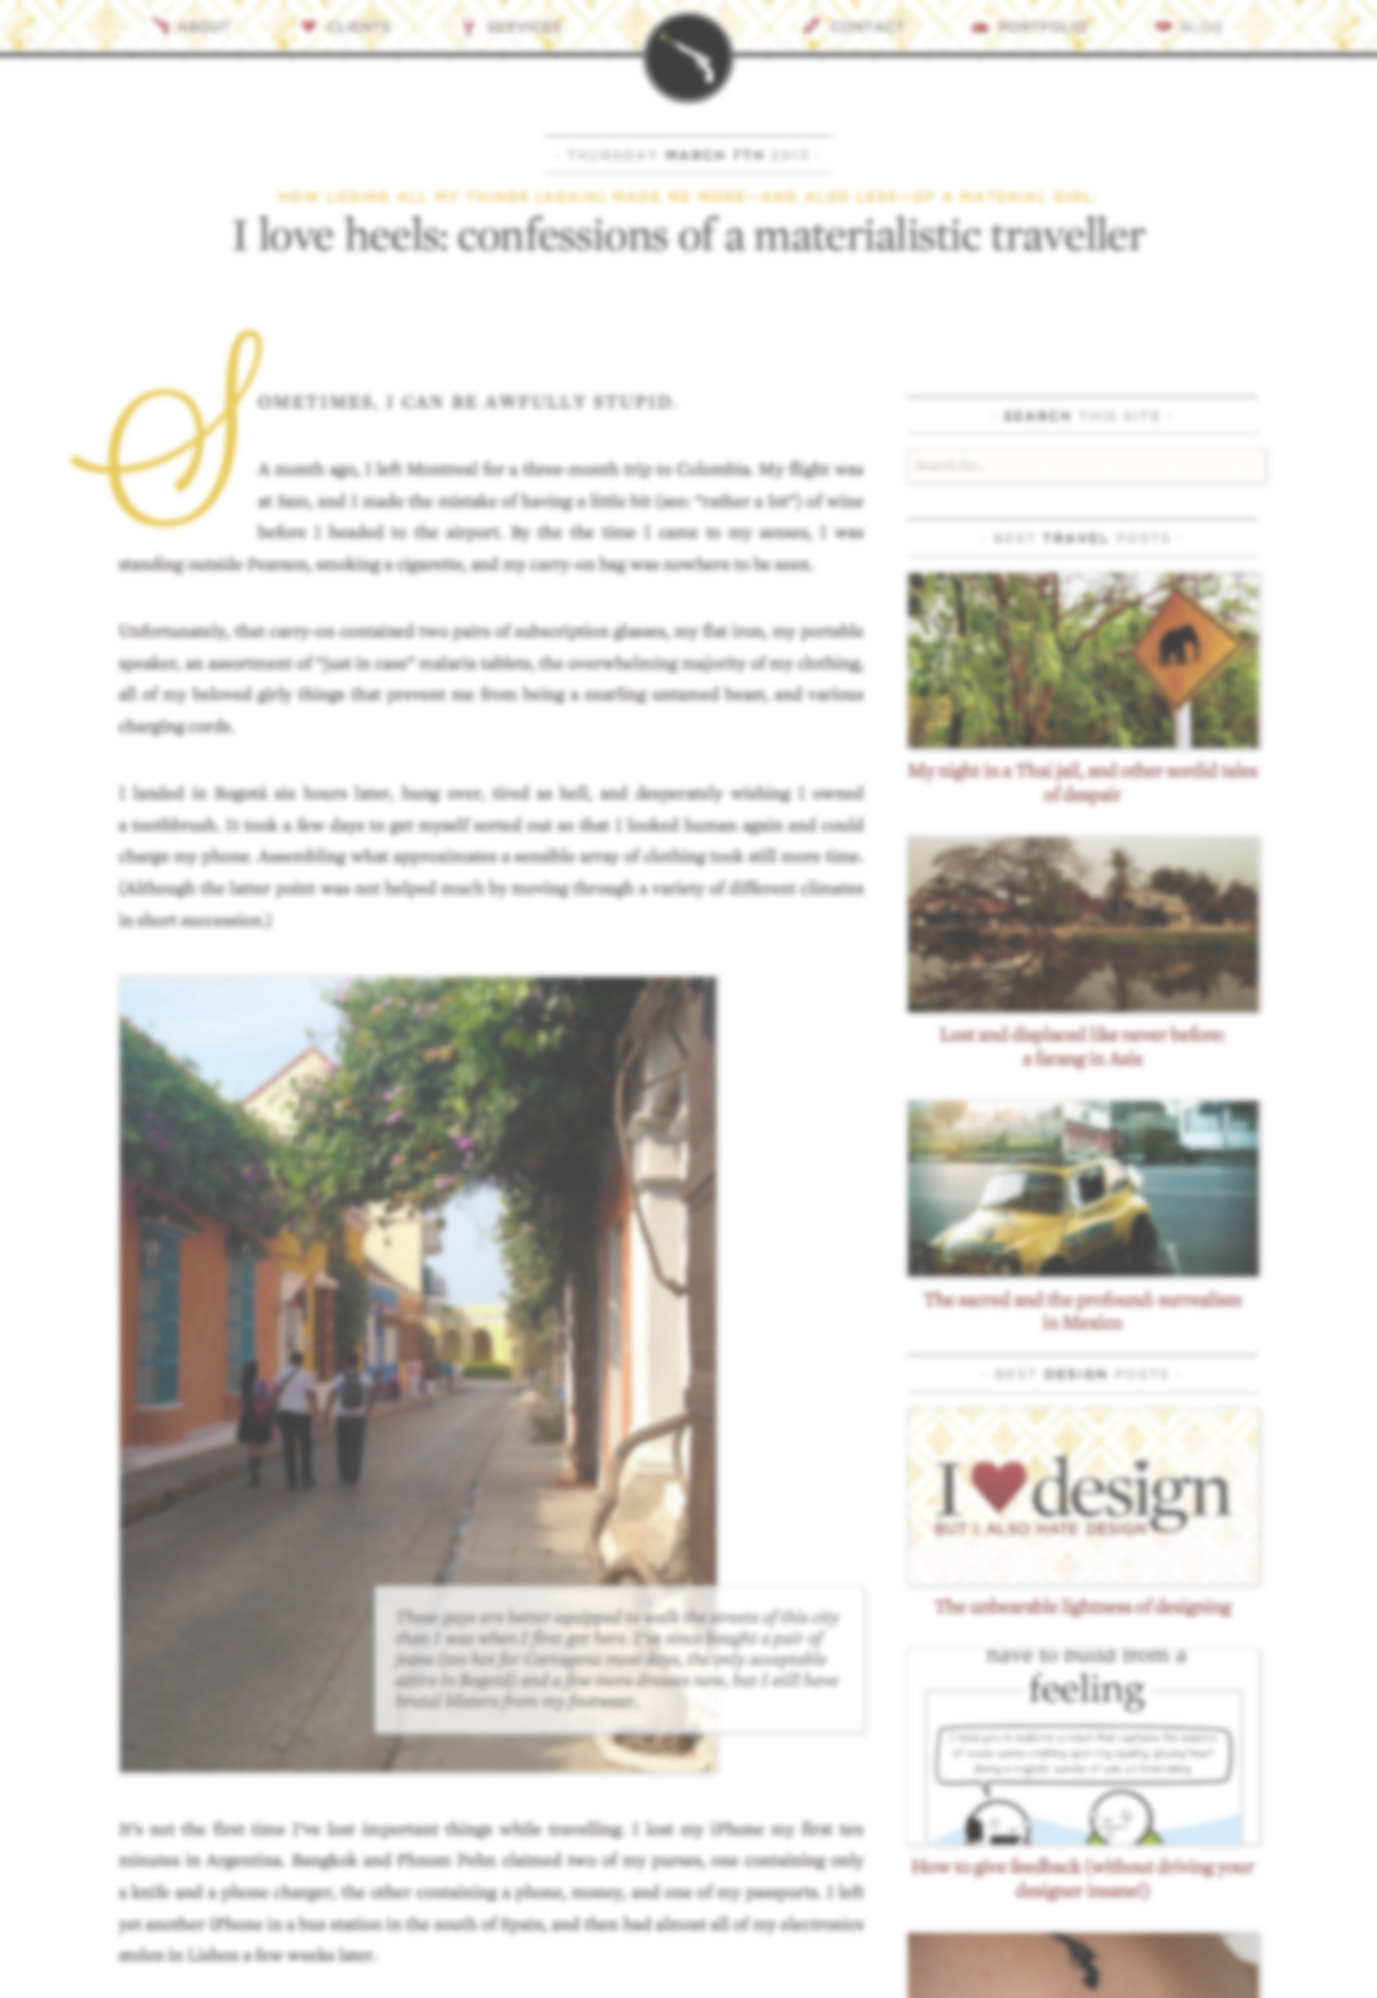 ABOUT
CLIENTS
SERVICES
CONTACT
PORTFOLIO
BLOG
· THURSDAY MARCH 7TH 2013 ·
HOW LOSING ALL MY THINGS (AGAIN) MADE ME MORE—AND ALSO LESS—OF A MATERIAL GIRL.
I love heels: confessions of a materialistic traveller
SOMETIMES, I CAN BE AWFULLY STUPID.
A month ago, I left Montreal for a three-month trip to Colombia. My flight was
at 8am, and I made the mistake of having a little bit (see: “rather a lot”) of wine
before I headed to the airport. By the the time I came to my senses, I was
standing outside Pearson, smoking a cigarette, and my carry-on bag was nowhere to be seen.
Unfortunately, that carry-on contained two pairs of subscription glasses, my flat iron, my portable
speaker, an assortment of “just in case” malaria tablets, the overwhelming majority of my clothing,
all of my beloved girly things that prevent me from being a snarling untamed beast, and various
charging cords.
I landed in Bogotá six hours later, hung over, tired as hell, and desperately wishing I owned
a toothbrush. It took a few days to get myself sorted out so that I looked human again and could
charge my phone. Assembling what approximates a sensible array of clothing took still more time.
(Although the latter point was not helped much by moving through a variety of different climates
in short succession.)
These guys are better equipped to walk the streets of this city
than I was when I first got here. I’ve since bought a pair of
jeans (too hot for Cartagena most days, the only acceptable
attire in Bogotá) and a few more dresses now, but I still have
brutal blisters from my footwear.
It’s not the first time I’ve lost important things while travelling. I lost my iPhone my first ten
minutes in Argentina. Bangkok and Phnom Pehn claimed two of my purses, one containing only
a knife and a phone charger, the other containing a phone, money, and one of my passports. I left
yet another iPhone in a bus station in the south of Spain, and then had almost all of my electronics
stolen in Lisbon a few weeks later.
· SEARCH THIS SITE ·
Search for...
· BEST TRAVEL POSTS ·
My night in a Thai jail, and other sordid tales
of despair
Lost and displaced like never before:
a farang in Asia
The sacred and the profound: surrealism
in Mexico
· BEST DESIGN POSTS ·
I design
BUT I ALSO HATE DESIGN
The unbearable lightness of designing
have to build from a
feeling
I need you to build me a robot that captures the essence
of ocean waves crashing upon my
How to give feedback (without driving your
designer insane!)